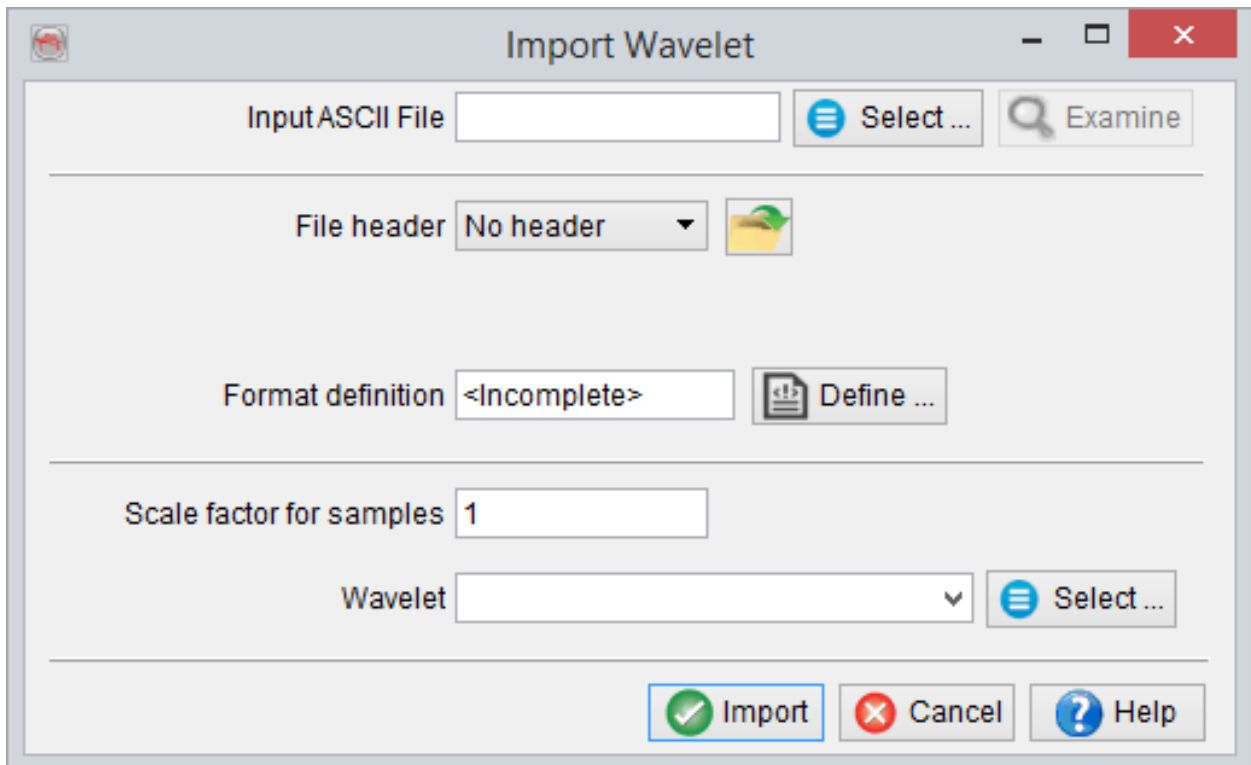 Import Wavelet
Input ASCII File Select ... Examine
File header No header
Format definition <Incomplete> Define ...
Scale factor for samples 1
Wavelet Select ...
Import Cancel Help